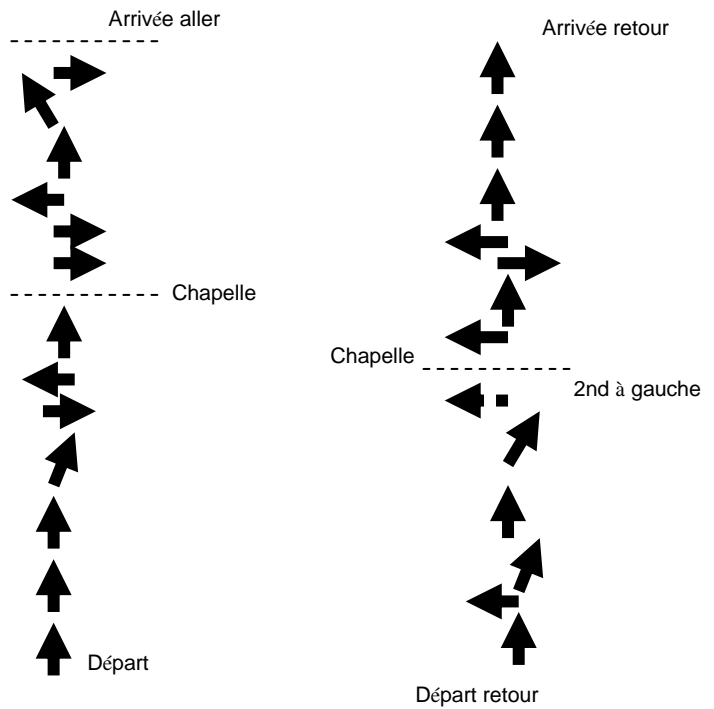 Arrivée aller
Chapelle
Départ
Arrivée retour
Chapelle
2nd à gauche
Départ retour